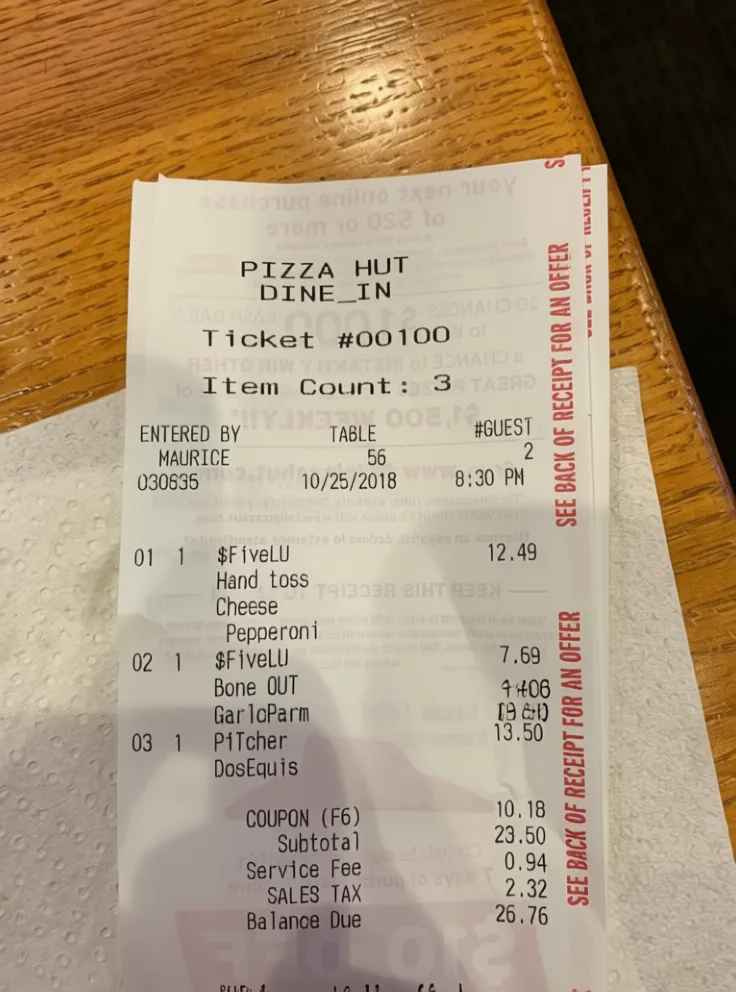 PIZZA HUT
DINE_IN
Ticket #00100
Item Count: 3
ENTERED BY TABLE #GUEST
MAURICE 56 2
030635 10/25/2018 8:30 PM
01 1 $FiveLU 12.49
Hand toss
Cheese
Pepperoni
02 1 $FiveLU 7.69
Bone OUT
GarlcParm
03 1 PiTcher 13.50
DosEquis
COUPON (F6) 10.18
Subtotal 23.50
Service Fee 0.94
SALES TAX 2.32
Balance Due 26.76
SEE BACK OF RECEIPT FOR AN OFFER
SEE BACK OF RECEIPT FOR AN OFFER